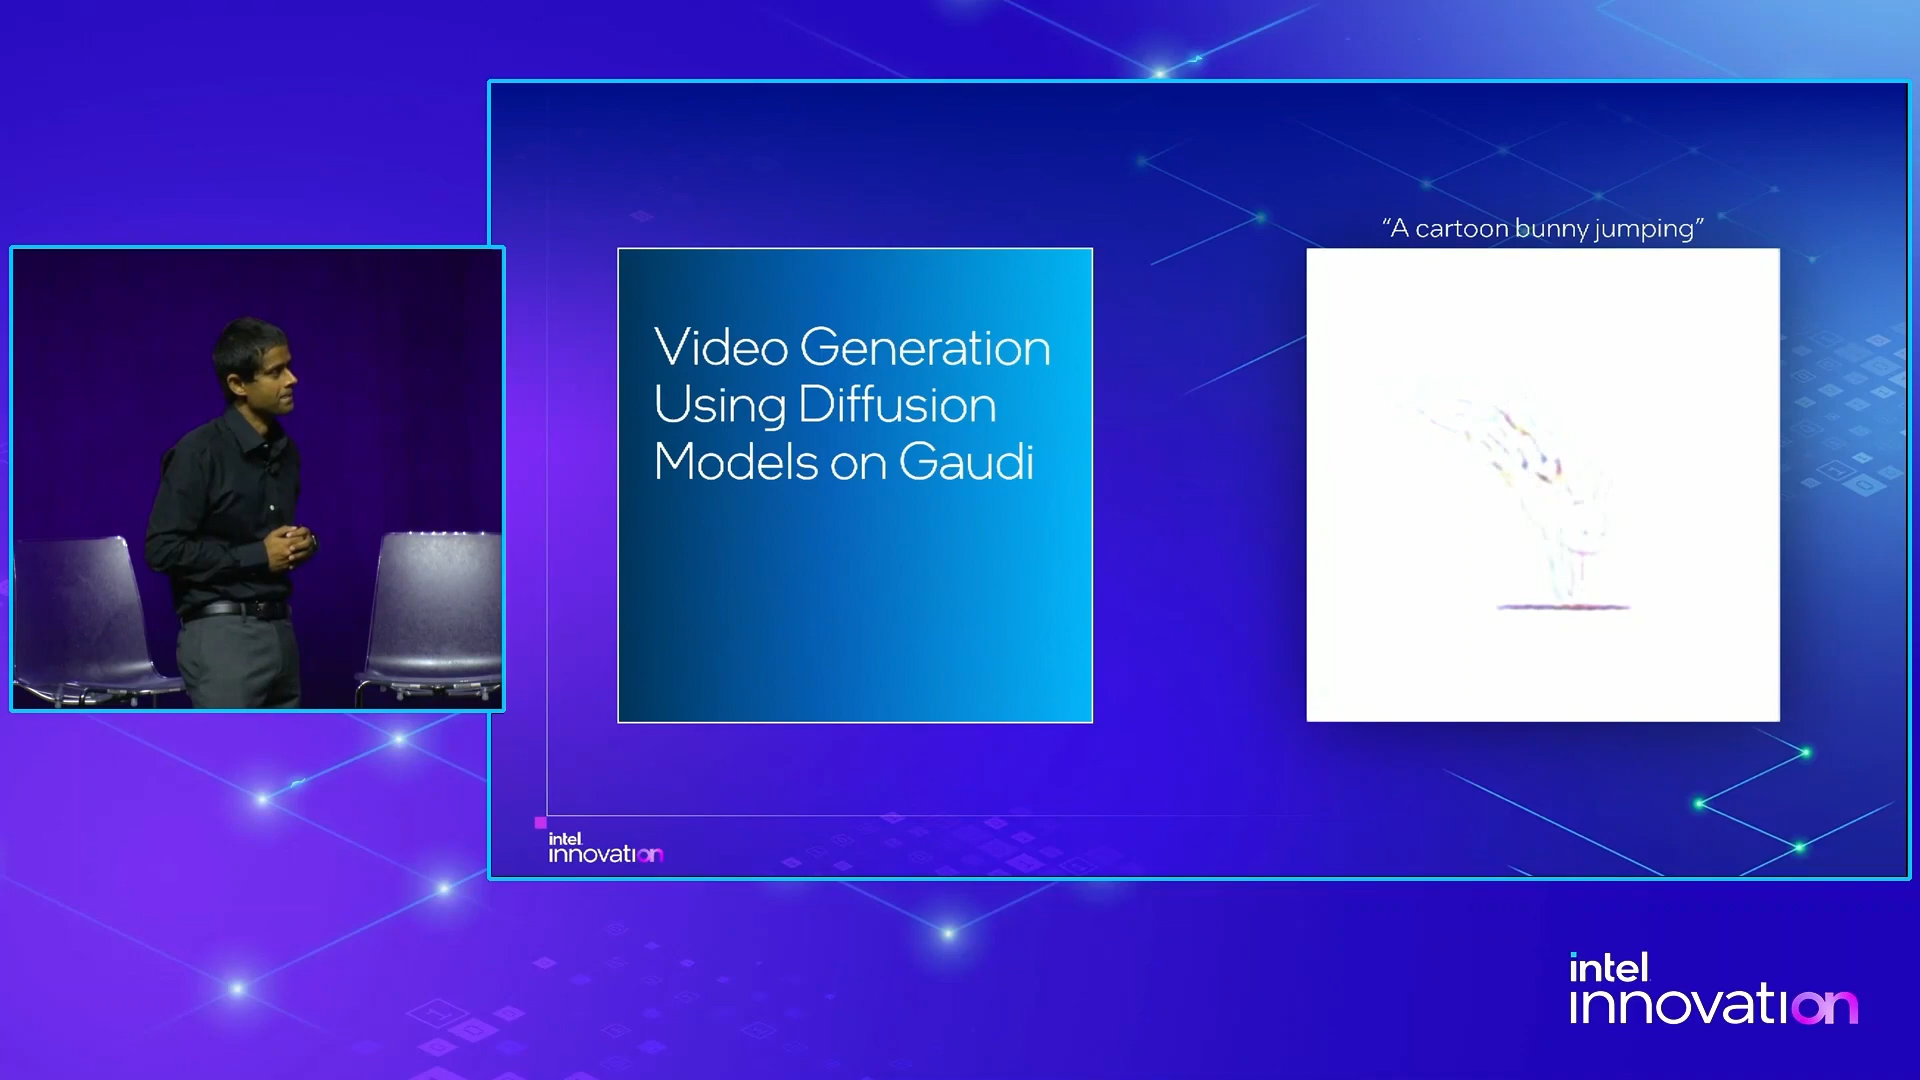 “A cartoon bunny jumping”
Video Generation
Using Diffusion
Models on Gaudi
intel
innovation
intel
innovation